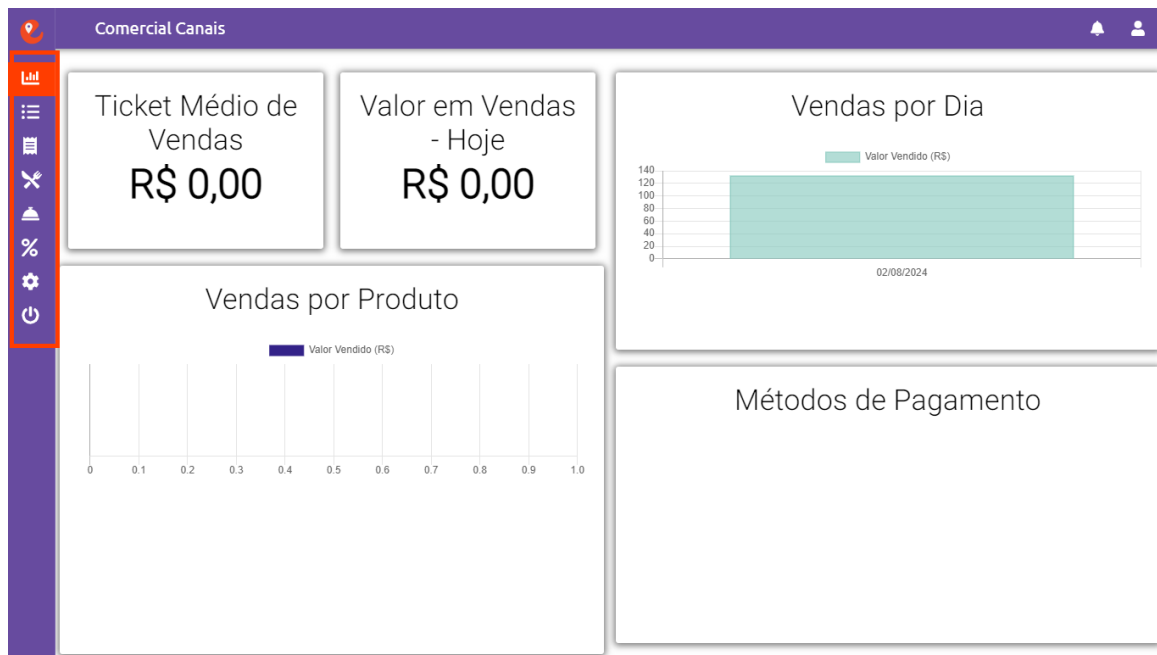 Comercial Canais
Ticket Médio de
Vendas
R$ 0,00
Valor em Vendas
- Hoje
R$ 0,00
Vendas por Dia
Valor Vendido (R$)
140
120
100
80
60
40
20
0
02/08/2024
Vendas por Produto
Valor Vendido (R$)
0 0.1 0.2 0.3 0.4 0.5 0.6 0.7 0.8 0.9 1.0
Métodos de Pagamento